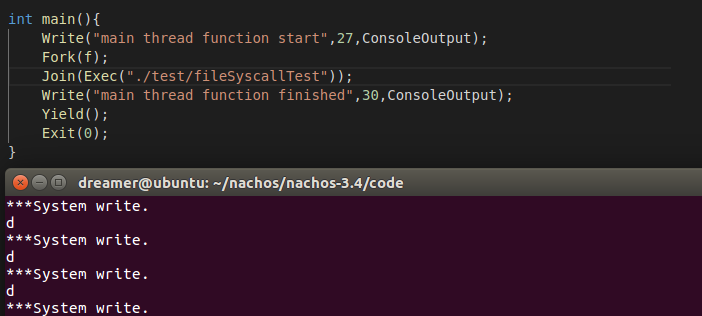 int main(){
    Write("main thread function start",27,ConsoleOutput);
    Fork(f);
    Join(Exec("./test/fileSyscallTest"));
    Write("main thread function finished",30,ConsoleOutput);
    Yield();
    Exit(0);
}
dreamer@ubuntu: ~/nachos/nachos-3.4/code
***System write.
d
***System write.
d
***System write.
d
***System write.